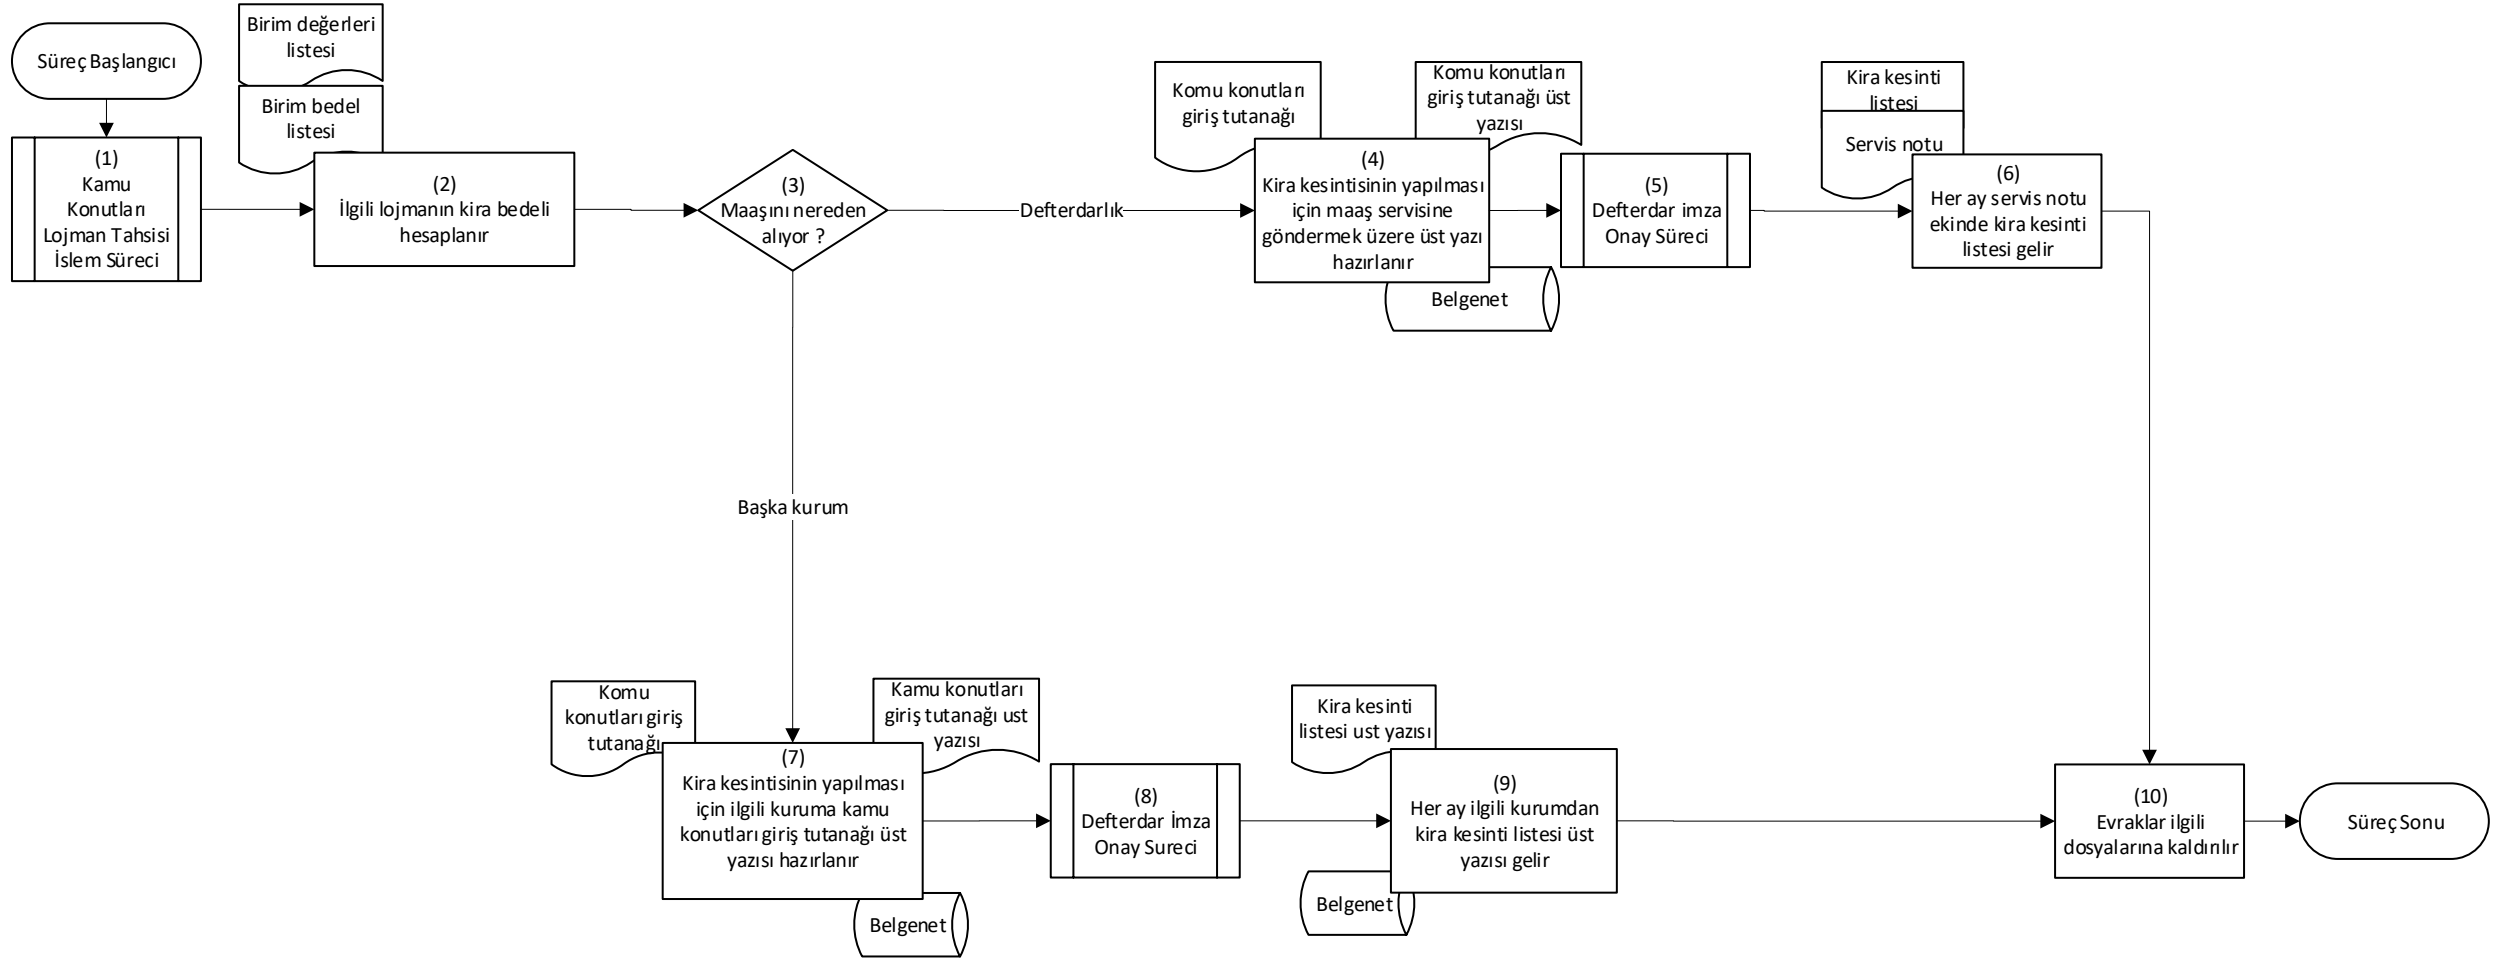 Süreç Başlangıcı
Birim değerleri
listesi
Birim bedel
listesi
(1)
Kamu
Konutları
Lojman Tahsisi
İslem Süreci
(2)
İlgili lojmanın kira bedeli
hesaplanır
(3)
Maaşını nereden
alıyor ?
Defterdarlık
Komu konutları
giriş tutanağı
Komu konutları
giriş tutanağı üst
yazısı
(4)
Kira kesintisinin yapılması
için maaş servisine
göndermek üzere üst yazı
hazırlanır
Belgenet
(5)
Defterdar imza
Onay Süreci
Kira kesinti
listesi
Servis notu
(6)
Her ay servis notu
ekinde kira kesinti
listesi gelir
Başka kurum
Komu
konutları giriş
tutanağı
Kamu konutları
giriş tutanağı ust
yazısı
(7)
Kira kesintisinin yapılması
için ilgili kuruma kamu
konutları giriş tutanağı üst
yazısı hazırlanır
Belgenet
(8)
Defterdar İmza
Onay Sureci
Kira kesinti
listesi ust yazısı
(9)
Her ay ilgili kurumdan
kira kesinti listesi üst
yazısı gelir
Belgenet
(10)
Evraklar ilgili
dosyalarına kaldırılır
Süreç Sonu